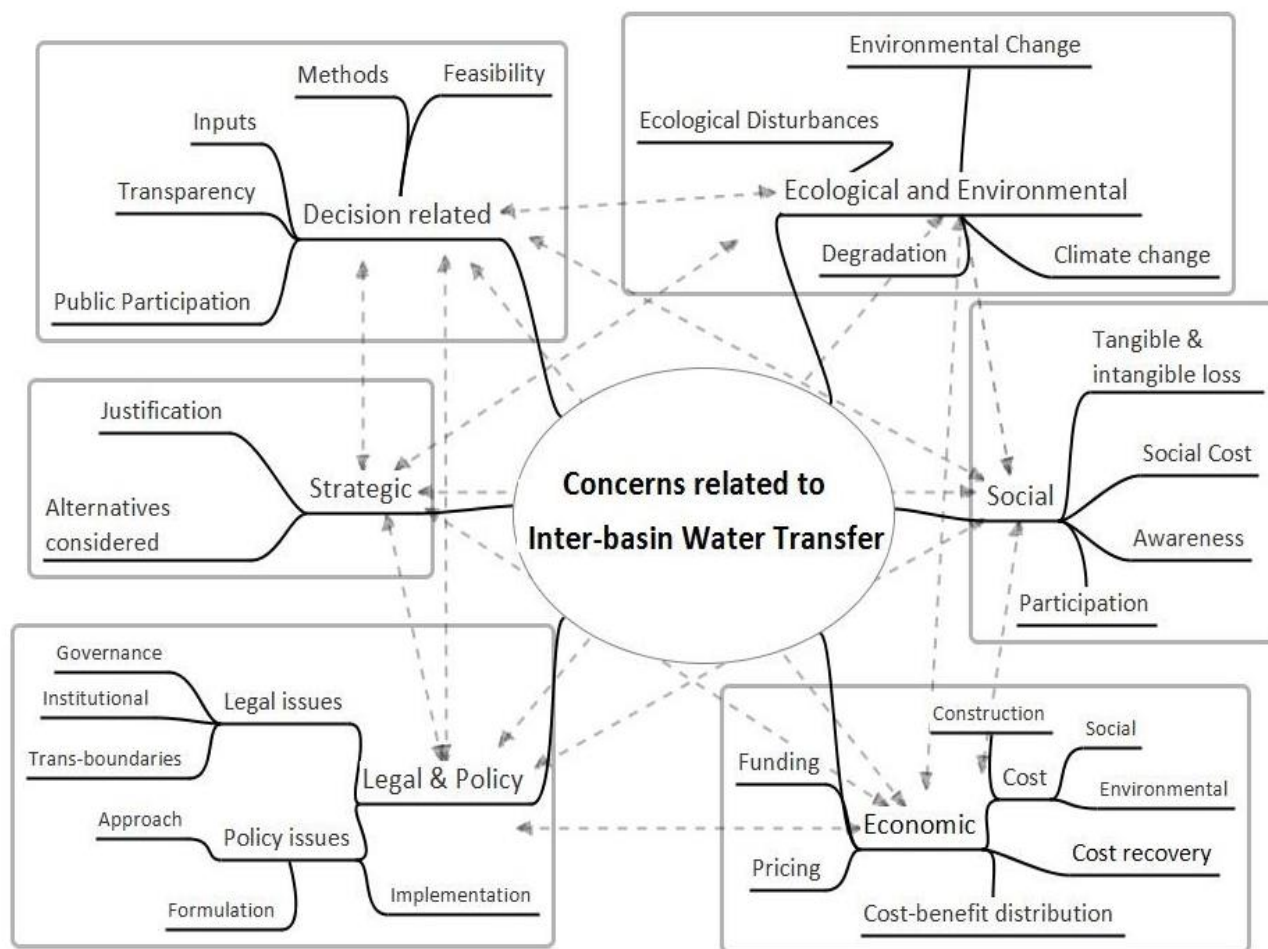 Methods
Feasibility
Inputs
Transparency
Decision related
Public Participation
Environmental Change
Ecological Disturbances
Ecological and Environmental
Degradation
Climate change
Justification
Strategic
Alternatives
considered
Concerns related to
Inter-basin Water Transfer
Tangible &
intangible loss
Social Cost
Social
Awareness
Participation
Governance
Institutional
Legal issues
Trans-boundaries
Legal & Policy
Approach
Policy issues
Implementation
Formulation
Construction
Social
Funding
Cost
Environmental
Economic
Cost recovery
Pricing
Cost-benefit distribution